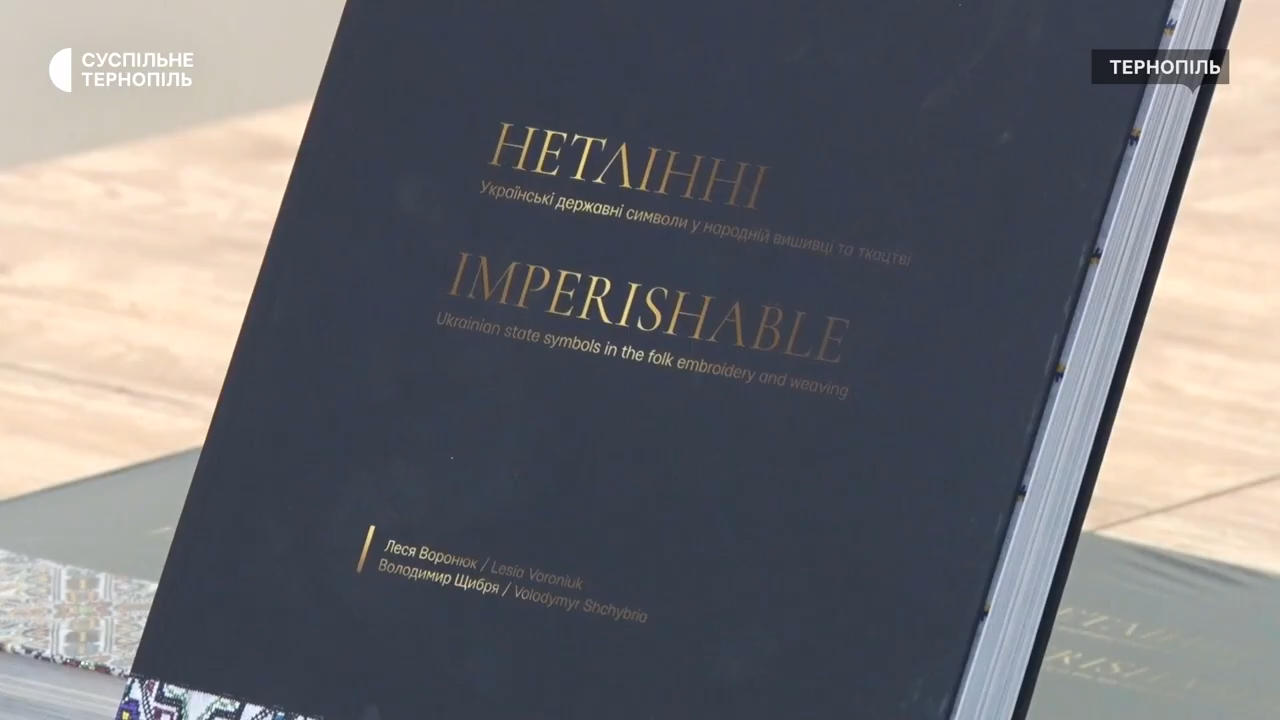 СУСПІЛЬНЕ
ТЕРНОПІЛЬ
ТЕРНОПІЛЬ
НЕТЛІННІ
Українські державні символи у народній вишивці та ткацтві
IMPERISHABLE
Ukrainian state symbols in the folk embroidery and weaving
Леся Воронюк / Lesia Voroniuk
Володимир Щибря / Volodymyr Shchybria